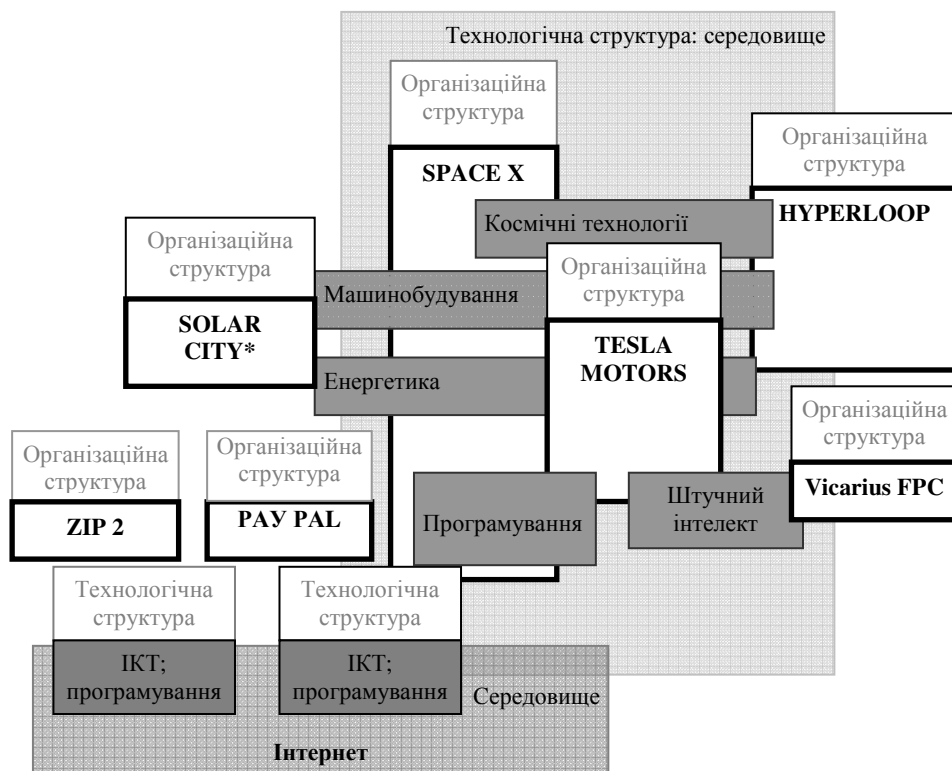 Технологічна структура: середовище
Організаційна
структура
SPACE X
Організаційна
структура
HYPERLOOP
Космічні технології
Організаційна
структура
SOLAR
CITY*
Машинобудування
Організаційна
структура
TESLA
MOTORS
Енергетика
Організаційна
структура
Vicarius FPC
Організаційна
структура
ZIP 2
Організаційна
структура
PAУ PAL
Програмування
Штучний
інтелект
Технологічна
структура
ІКТ;
програмування
Технологічна
структура
ІКТ;
програмування
Середовище
Інтернет